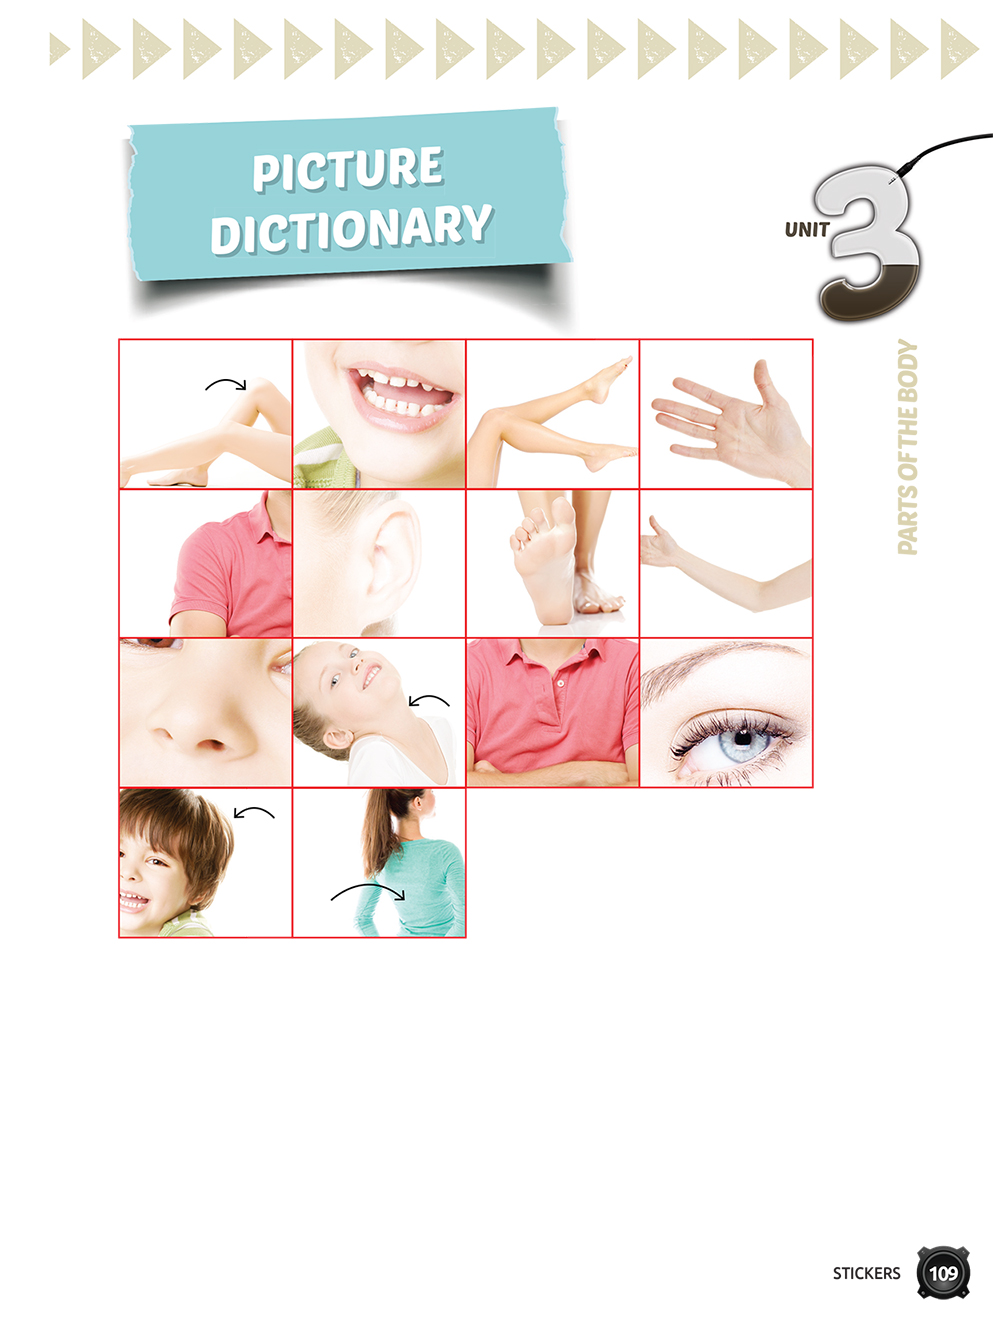 PICTURE
DICTIONARY
UNIT 3
PARTS OF THE BODY
STICKERS 109